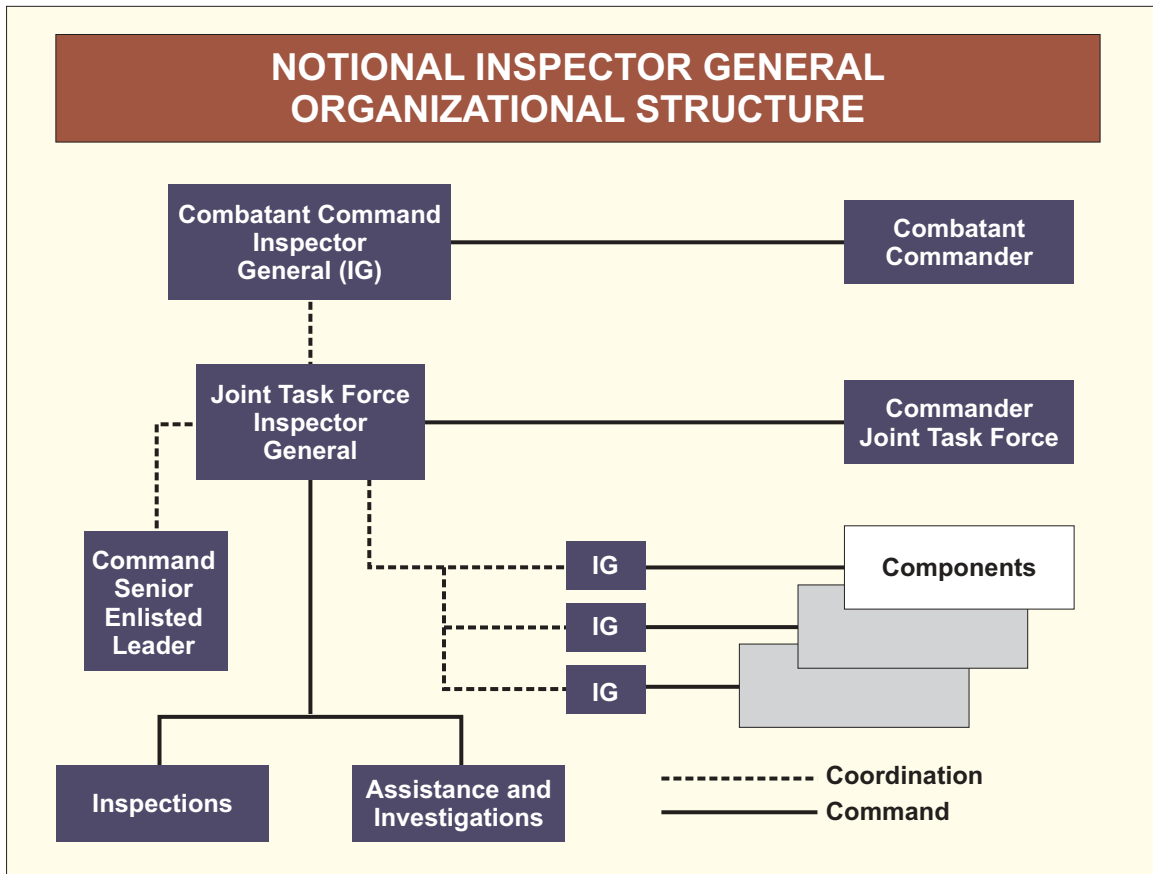 NOTIONAL INSPECTOR GENERAL
ORGANIZATIONAL STRUCTURE
Combatant Command
Inspector
General (IG)
Combatant
Commander
Joint Task Force
Inspector
General
Commander
Joint Task Force
Command
Senior
Enlisted
Leader
IG
Components
IG
IG
Inspections
Assistance and
Investigations
Coordination
Command